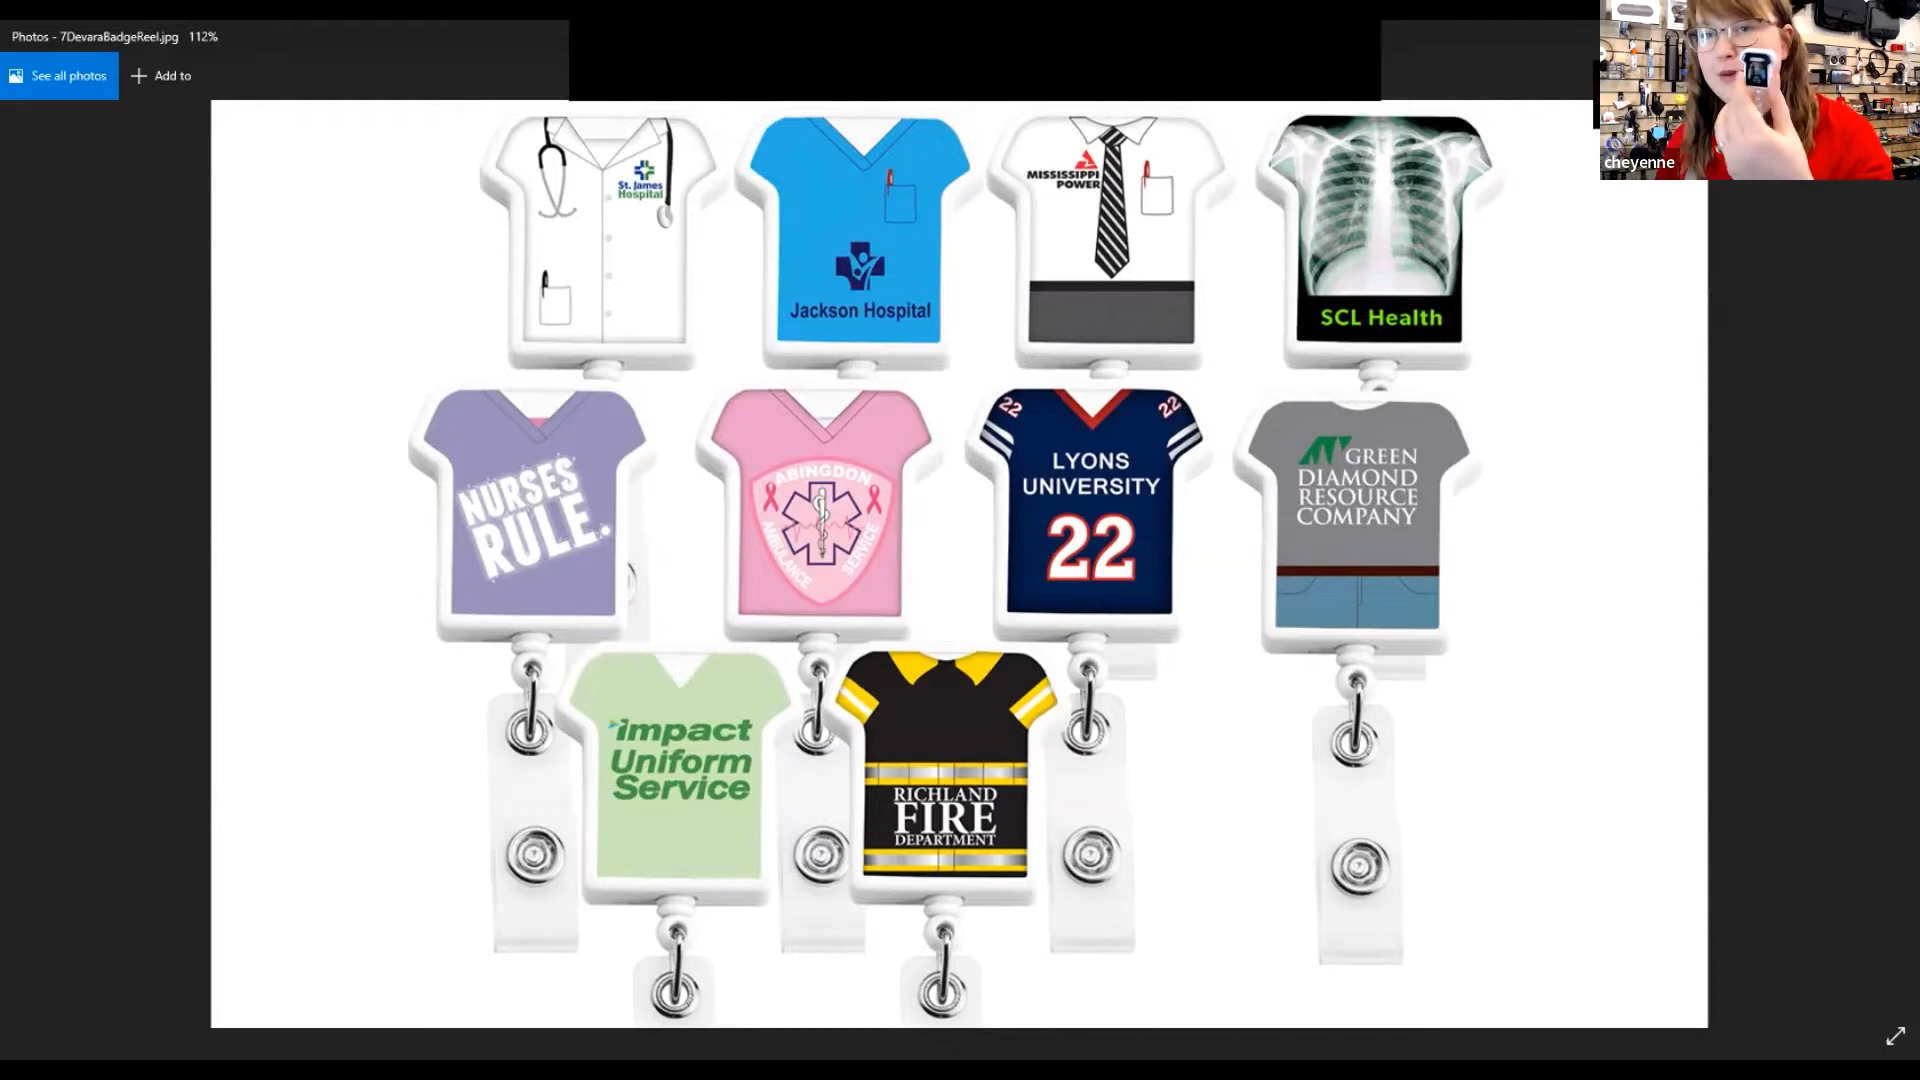 Photos - 7DevaraBadgeReel.jpg 112%
See all photos
Add to
cheyenne
St. James
Hospital
Jackson Hospital
MISSISSIPPI
POWER
SCL Health
NURSES
RULE.
ABINGDON
AMBULANCE
SERVICE
22
22
LYONS
UNIVERSITY
22
GREEN
DIAMOND
RESOURCE
COMPANY
impact
Uniform
Service
RICHLAND
FIRE
DEPARTMENT